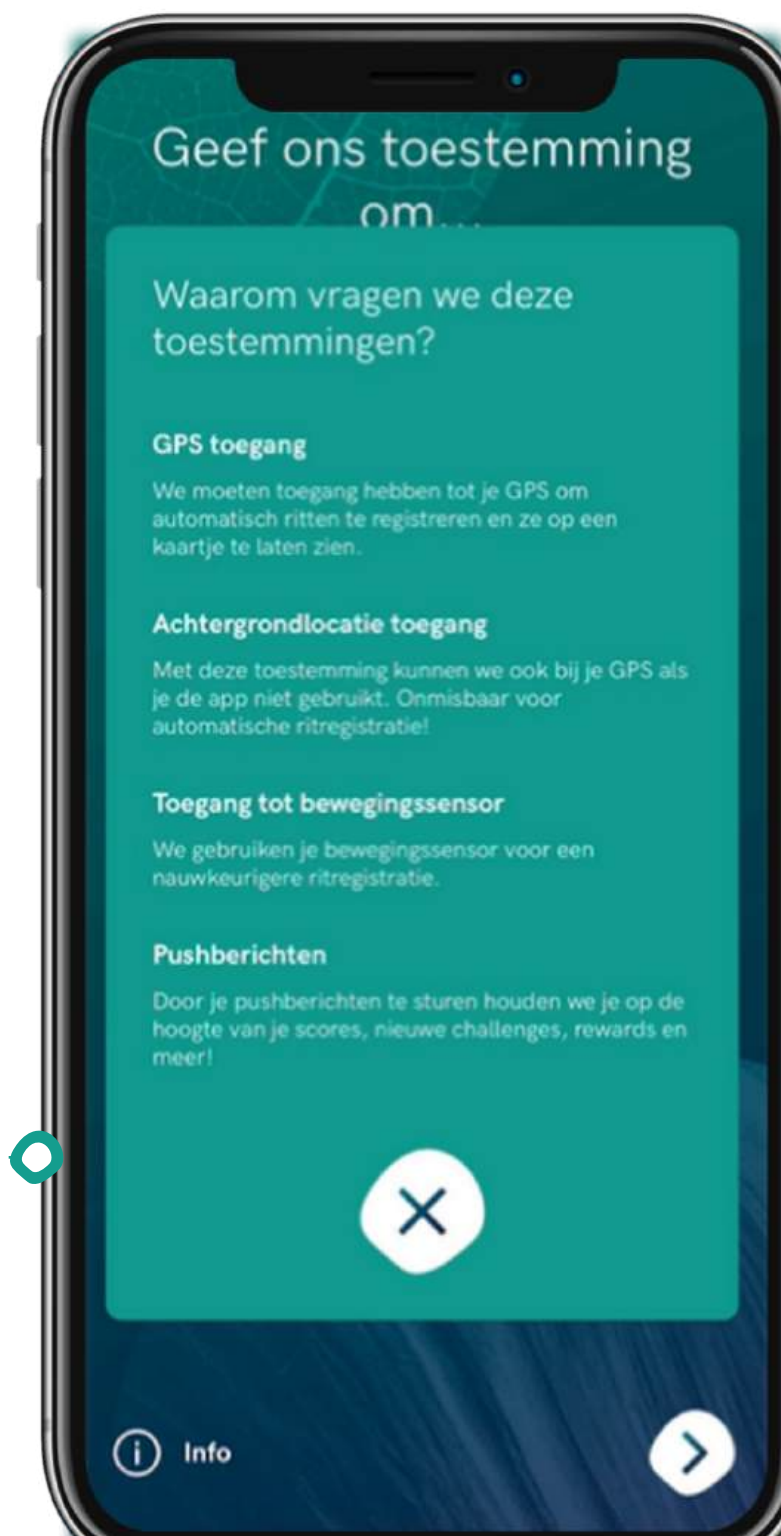 Geef ons toestemming
om...
Waarom vragen we deze
toestemmingen?
GPS toegang
We moeten toegang hebben tot je GPS om
automatisch ritten te registreren en ze op een
kaartje te laten zien.
Achtergrondlocatie toegang
Met deze toestemming kunnen we ook bij je GPS als
je de app niet gebruikt. Onmisbaar voor
automatische ritregistratie!
Toegang tot bewegingssensor
We gebruiken je bewegingssensor voor een
nauwkeurigere ritregistratie.
Pushberichten
Door je pushberichten te sturen houden we je op de
hoogte van je scores, nieuwe challenges, rewards en
meer!
Info